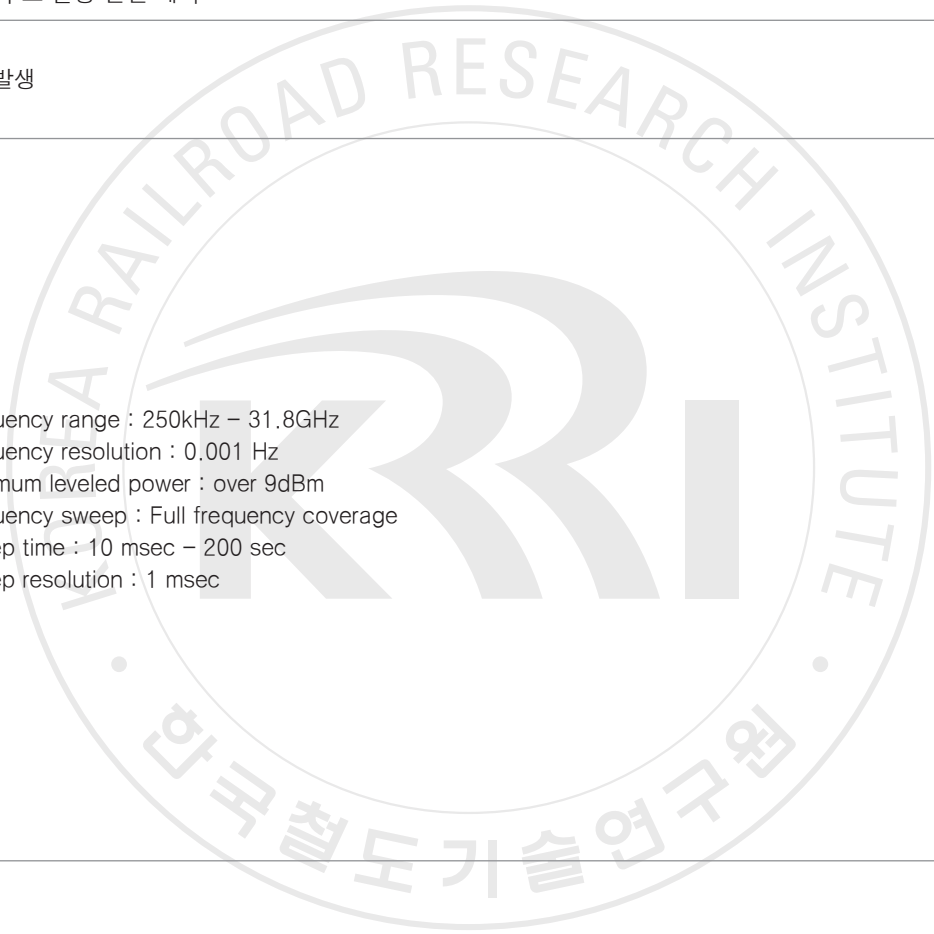 발생
KOREA RAILROAD RESEARCH INSTITUTE
uency range : 250kHz - 31.8GHz
uency resolution : 0.001 Hz
mum leveled power : over 9dBm
uency sweep : Full frequency coverage
ep time : 10 msec - 200 sec
ep resolution : 1 msec
KRRI
한국철도기술연구원